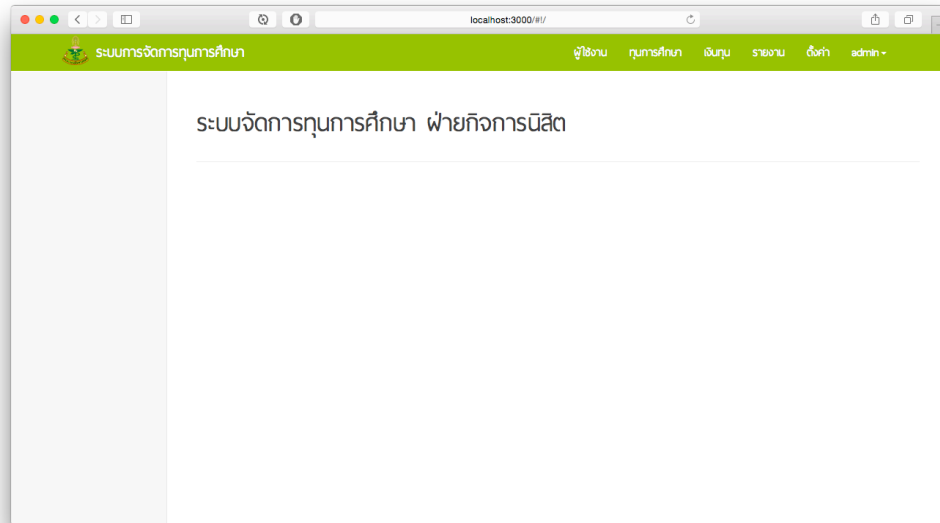 localhost:3000/#!/
ระบบการจัดการทุนการศึกษา ผู้ใช้งาน ทุนการศึกษา เงินทุน รายงาน ตั้งค่า admin
ระบบจัดการทุนการศึกษา ฝ่ายกิจการนิสิต